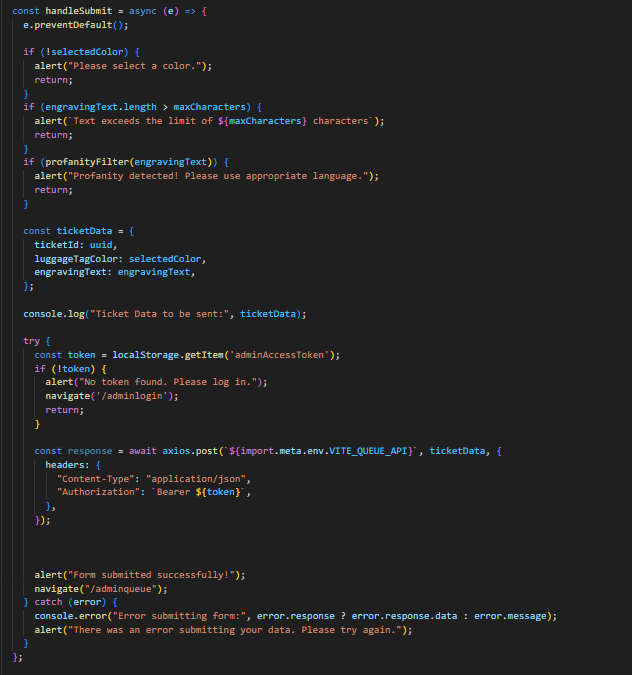 const handleSubmit = async (e) => {
e.preventDefault();
if (!selectedColor) {
alert("Please select a color.");
return;
}
if (engravingText.length > maxCharacters) {
alert(`Text exceeds the limit of ${maxCharacters} characters`);
return;
}
if (profanityFilter(engravingText)) {
alert("Profanity detected! Please use appropriate language.");
return;
}
const ticketData = {
ticketId: uuid,
luggageTagColor: selectedColor,
engravingText: engravingText,
};
console.log("Ticket Data to be sent:", ticketData);
try {
const token = localStorage.getItem('adminAccessToken');
if (!token) {
alert("No token found. Please log in.");
navigate('/adminlogin');
return;
}
const response = await axios.post(`${import.meta.env.VITE_QUEUE_API}`, ticketData, {
headers: {
"Content-Type": "application/json",
"Authorization": `Bearer ${token}`,
},
});
alert("Form submitted successfully!");
navigate("/adminqueue");
} catch (error) {
console.error("Error submitting form:", error.response ? error.response.data : error.message);
alert("There was an error submitting your data. Please try again.");
}
};